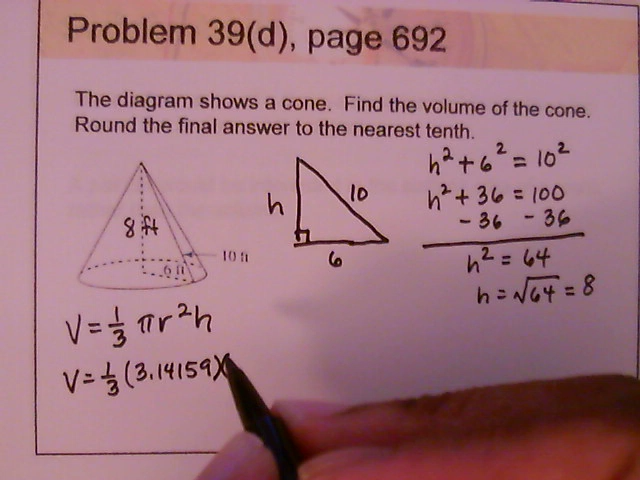 Problem 39(d), page 692
The diagram shows a cone. Find the volume of the cone.
Round the final answer to the nearest tenth.
8 ft
10 ft
6 ft
h
10
6
h² + 6² = 10²
h² + 36 = 100
- 36 - 36
h² = 64
h = √64 = 8
V = 1/3 πr²h
V = 1/3 (3.14159)(